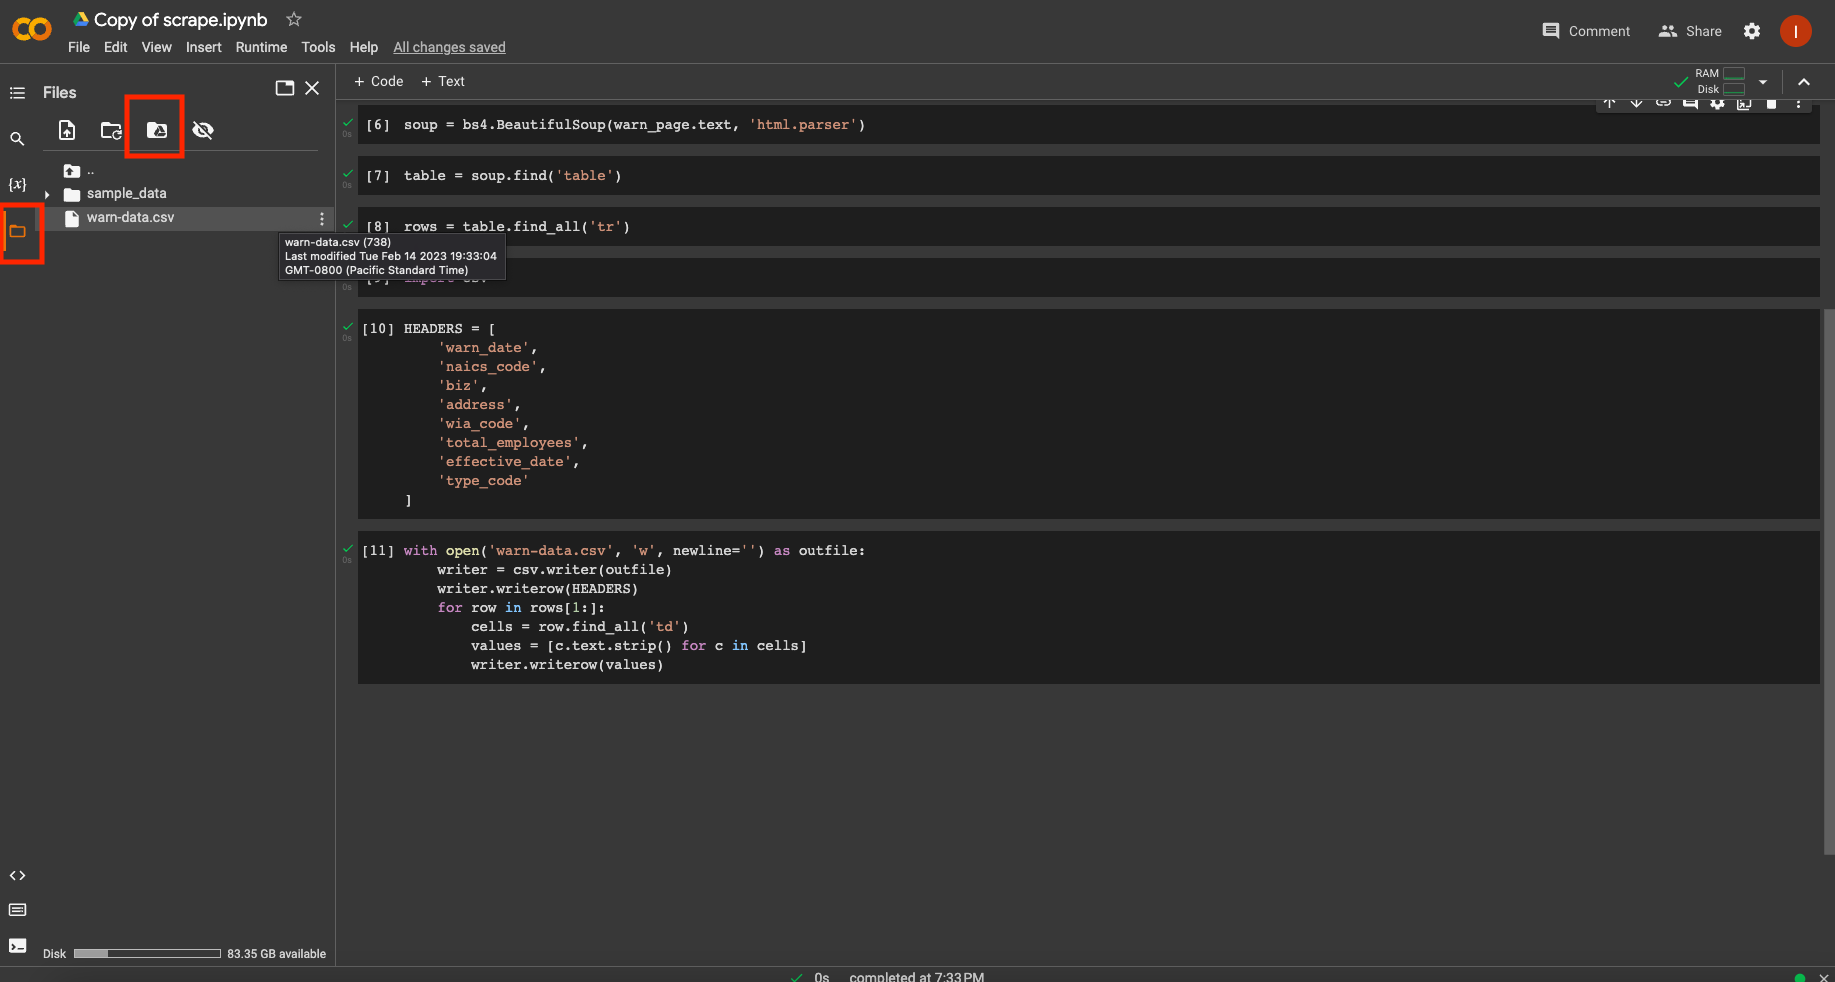 Copy of scrape.ipynb
File Edit View Insert Runtime Tools Help All changes saved
Comment Share I
Files
+ Code + Text
RAM
Disk
{x}
..
sample_data
warn-data.csv
warn-data.csv (738)
Last modified Tue Feb 14 2023 19:33:04
GMT-0800 (Pacific Standard Time)
0s
[6] soup = bs4.BeautifulSoup(warn_page.text, 'html.parser')
0s
[7] table = soup.find('table')
[8] rows = table.find_all('tr')
0s
[10] HEADERS = [
0s
'warn_date',
'naics_code',
'biz',
'address',
'wia_code',
'total_employees',
'effective_date',
'type_code'
]
[11] with open('warn-data.csv', 'w', newline='') as outfile:
0s
writer = csv.writer(outfile)
writer.writerow(HEADERS)
for row in rows[1:]:
cells = row.find_all('td')
values = [c.text.strip() for c in cells]
writer.writerow(values)
Disk 83.35 GB available
0s completed at 7:33 PM